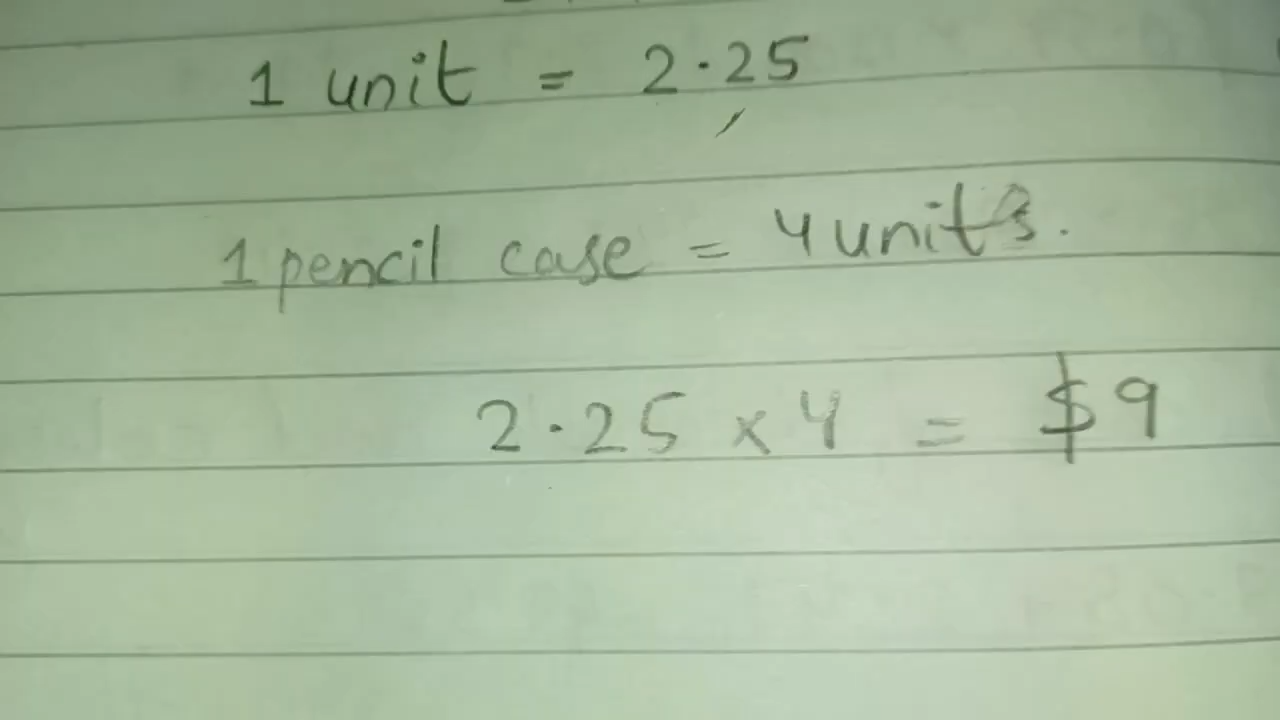 1 unit = 2.25
1 pencil case = 4 units.
2.25 x 4 = $9